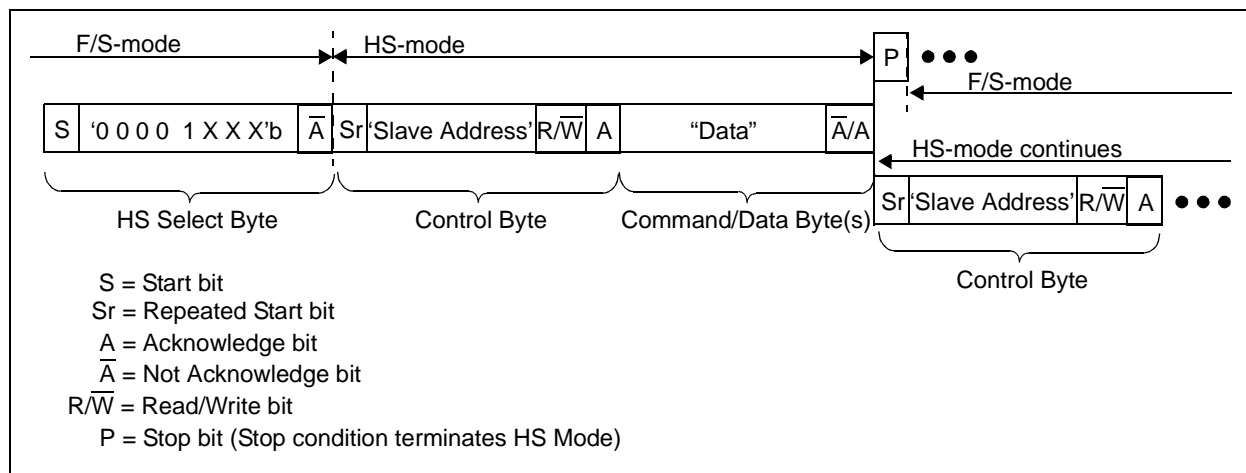 F/S-mode HS-mode
P • • •
F/S-mode
S '0 0 0 0 1 X X X'b A̅ Sr 'Slave Address' R/W̅ A "Data" A̅/A
HS-mode continues
Sr 'Slave Address' R/W̅ A • • •
HS Select Byte Control Byte Command/Data Byte(s)
Control Byte
S = Start bit
Sr = Repeated Start bit
A = Acknowledge bit
A̅ = Not Acknowledge bit
R/W̅ = Read/Write bit
P = Stop bit (Stop condition terminates HS Mode)